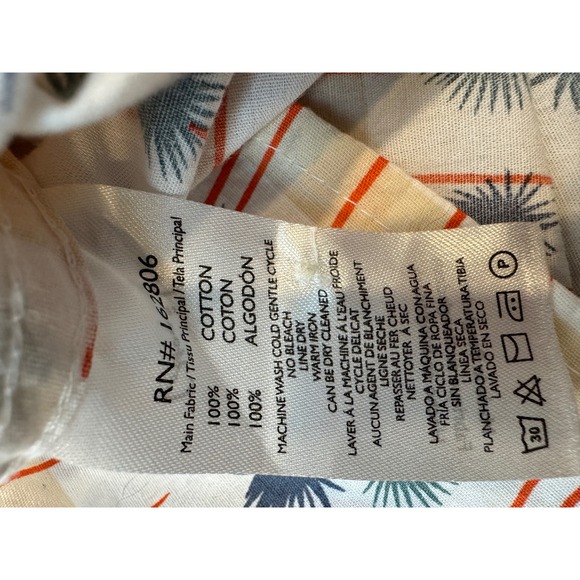 RN# 162806
Main Fabric/Tissu Principal/Tela Principal
100% COTTON
100% COTON
100% ALGODÓN
MACHINE WASH COLD GENTLE CYCLE
NO BLEACH
LINE DRY
WARM IRON
CAN BE DRY CLEANED
LAVER À LA MACHINE À L'EAU FROIDE
CYCLE DELICAT
AUCUN AGENT DE BLANCHIMENT
LIGNE SECHE
REPASSER AU FER CHEUD
NETTOYER À SEC
LAVADO A MÁQUINA CON AGUA
FRÍA CICLO DE ROPA FINA
SIN BLANQUEADOR
LINEA SECA
PLANCHADO A TEMPERATURA TIBIA
LAVADO EN SECO
30
P